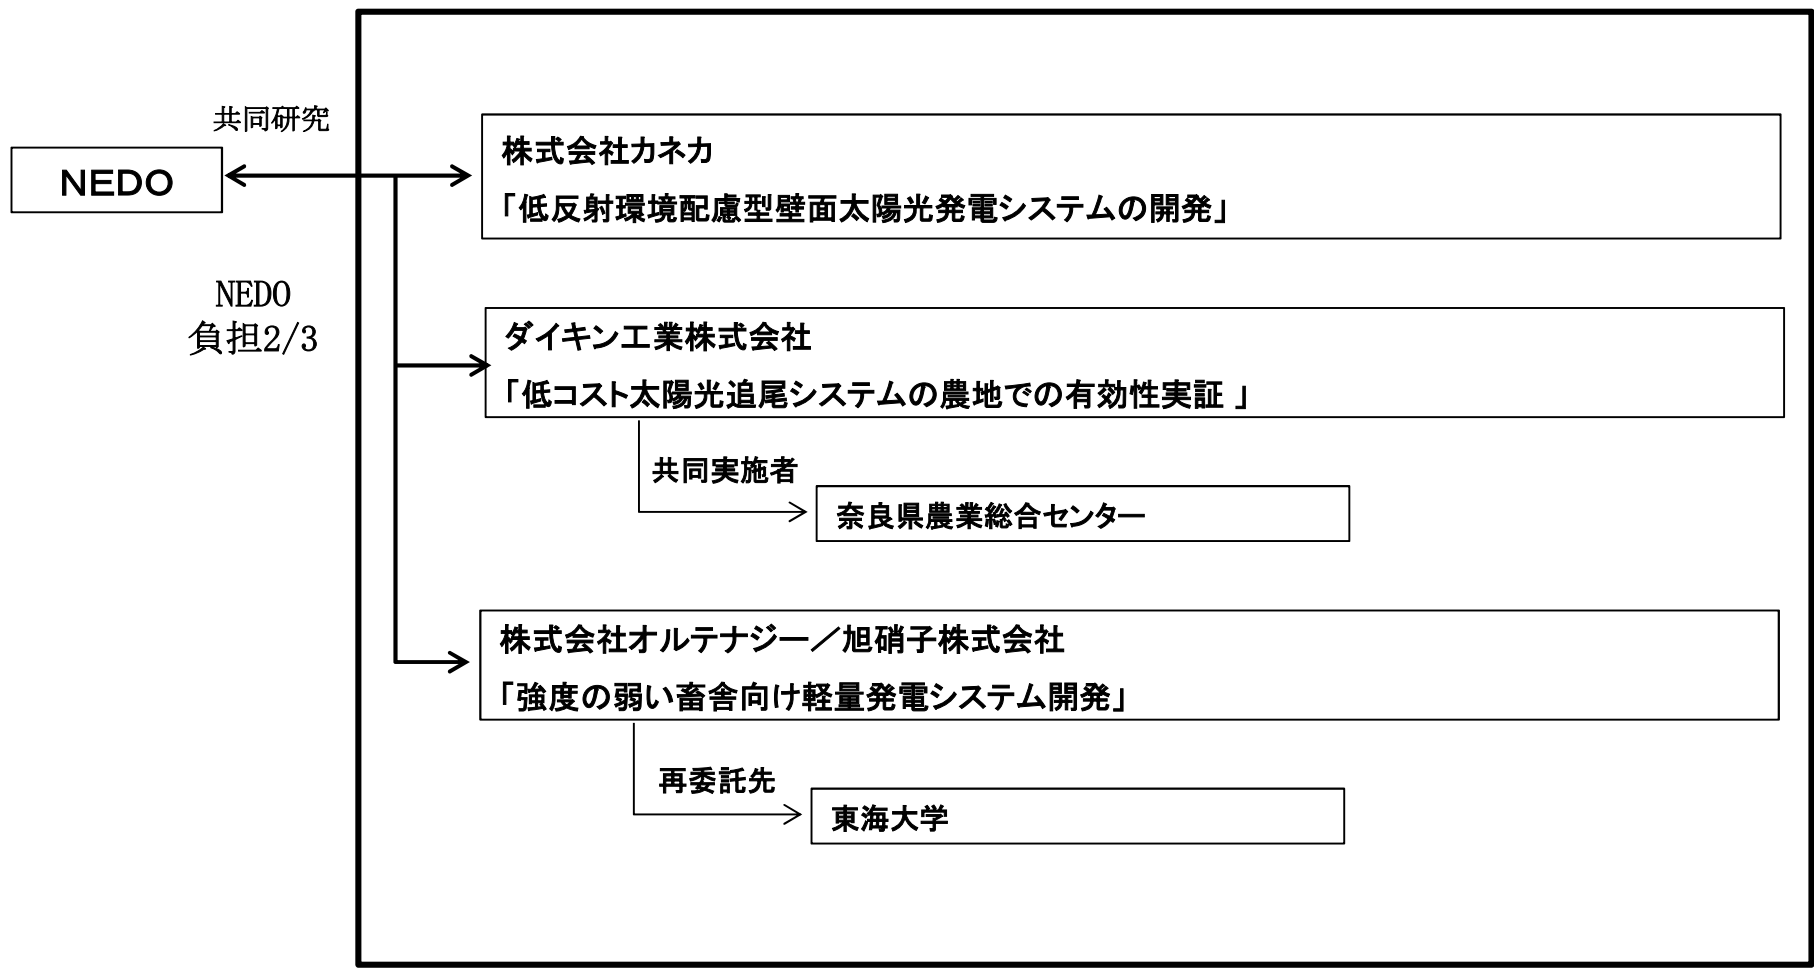 共同研究
NEDO
NEDO
負担2/3
株式会社カネカ
「低反射環境配慮型壁面太陽光発電システムの開発」
ダイキン工業株式会社
「低コスト太陽光追尾システムの農地での有効性実証 」
共同実施者
奈良県農業総合センター
株式会社オルテナジー／旭硝子株式会社
「強度の弱い畜舎向け軽量発電システム開発」
再委託先
東海大学